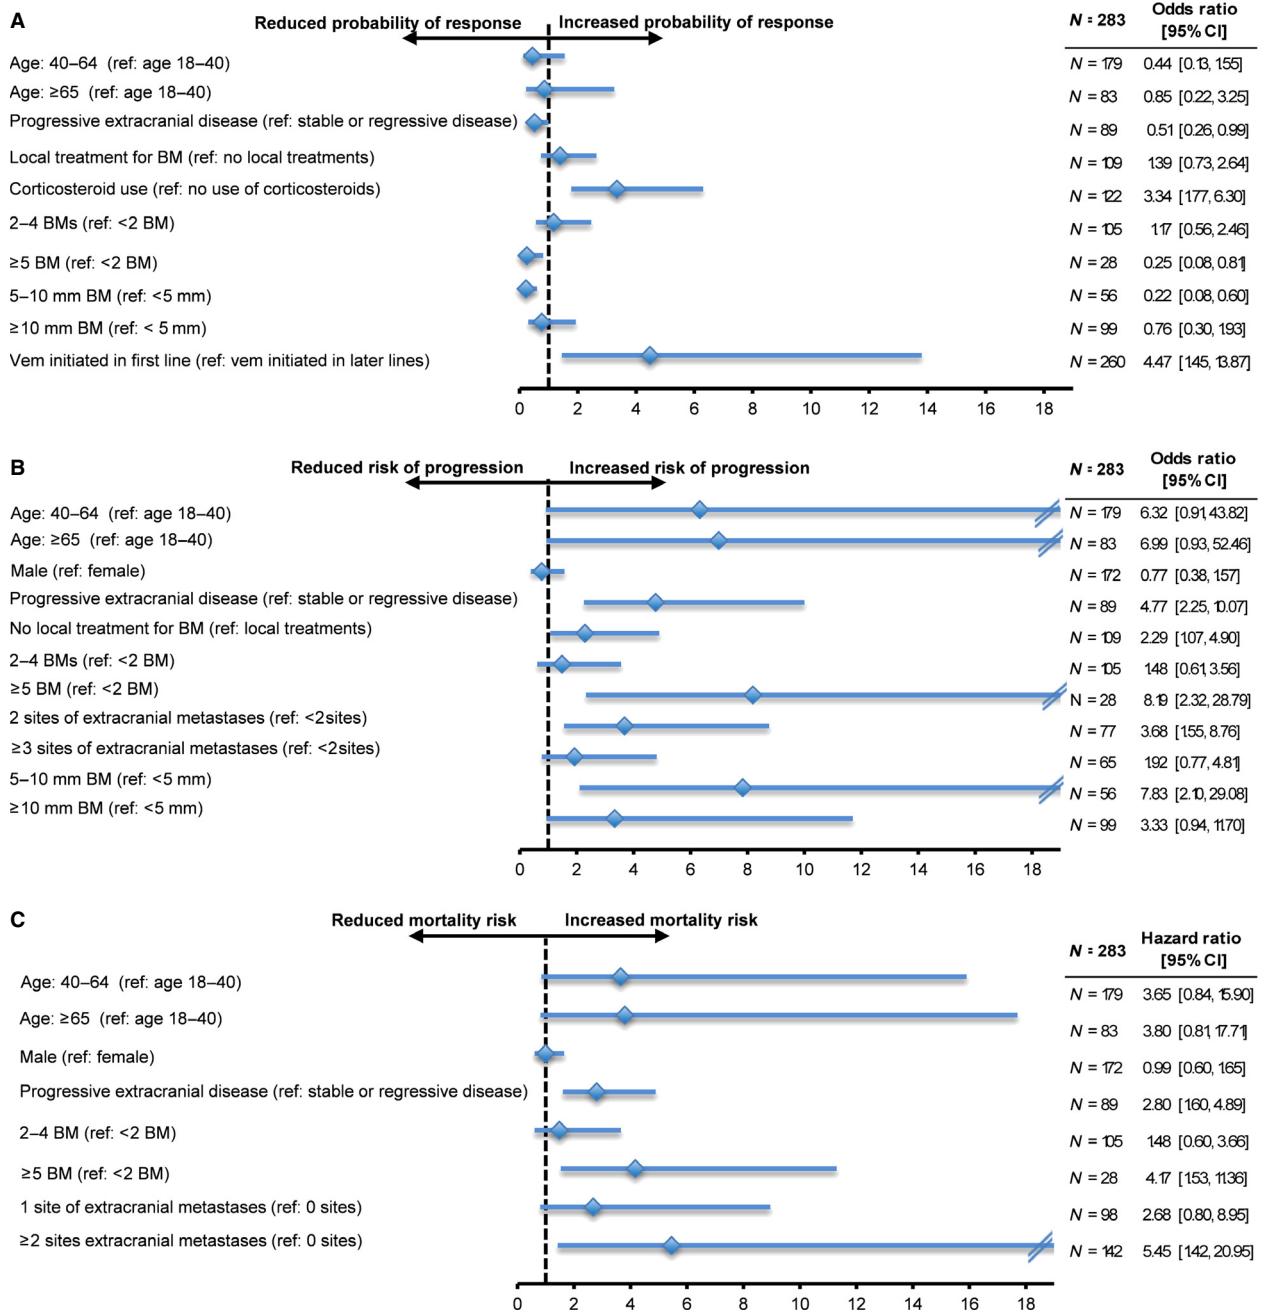 A
Reduced probability of response Increased probability of response
N = 283 Odds ratio
[95% CI]
Age: 40–64 (ref: age 18–40) N = 179 0.44 [0.13, 1.55]
Age: ≥65 (ref: age 18–40) N = 83 0.85 [0.22, 3.25]
Progressive extracranial disease (ref: stable or regressive disease) N = 89 0.51 [0.26, 0.99]
Local treatment for BM (ref: no local treatments) N = 109 1.39 [0.73, 2.64]
Corticosteroid use (ref: no use of corticosteroids) N = 122 3.34 [1.77, 6.30]
2–4 BMs (ref: <2 BM) N = 105 1.17 [0.56, 2.46]
≥5 BM (ref: <2 BM) N = 28 0.25 [0.08, 0.81]
5–10 mm BM (ref: <5 mm) N = 56 0.22 [0.08, 0.60]
≥10 mm BM (ref: < 5 mm) N = 99 0.76 [0.30, 1.93]
Vem initiated in first line (ref: vem initiated in later lines) N = 260 4.47 [1.45, 13.87]
0 2 4 6 8 10 12 14 16 18
B
Reduced risk of progression Increased risk of progression
N = 283 Odds ratio
[95% CI]
Age: 40–64 (ref: age 18–40) N = 179 6.32 [0.91, 43.82]
Age: ≥65 (ref: age 18–40) N = 83 6.99 [0.93, 52.46]
Male (ref: female) N = 172 0.77 [0.38, 1.57]
Progressive extracranial disease (ref: stable or regressive disease) N = 89 4.77 [2.25, 10.07]
No local treatment for BM (ref: local treatments) N = 109 2.29 [1.07, 4.90]
2–4 BMs (ref: <2 BM) N = 105 1.48 [0.61, 3.56]
≥5 BM (ref: <2 BM) N = 28 8.19 [2.32, 28.79]
2 sites of extracranial metastases (ref: <2sites) N = 77 3.68 [1.55, 8.76]
≥3 sites of extracranial metastases (ref: <2sites) N = 65 1.92 [0.77, 4.81]
5–10 mm BM (ref: <5 mm) N = 56 7.83 [2.10, 29.08]
≥10 mm BM (ref: <5 mm) N = 99 3.33 [0.94, 11.70]
0 2 4 6 8 10 12 14 16 18
C
Reduced mortality risk Increased mortality risk
N = 283 Hazard ratio
[95% CI]
Age: 40–64 (ref: age 18–40) N = 179 3.65 [0.84, 15.90]
Age: ≥65 (ref: age 18–40) N = 83 3.80 [0.81, 17.71]
Male (ref: female) N = 172 0.99 [0.60, 1.65]
Progressive extracranial disease (ref: stable or regressive disease) N = 89 2.80 [1.60, 4.89]
2–4 BM (ref: <2 BM) N = 105 1.48 [0.60, 3.66]
≥5 BM (ref: <2 BM) N = 28 4.17 [1.53, 11.36]
1 site of extracranial metastases (ref: 0 sites) N = 98 2.68 [0.80, 8.95]
≥2 sites extracranial metastases (ref: 0 sites) N = 142 5.45 [1.42, 20.95]
0 2 4 6 8 10 12 14 16 18